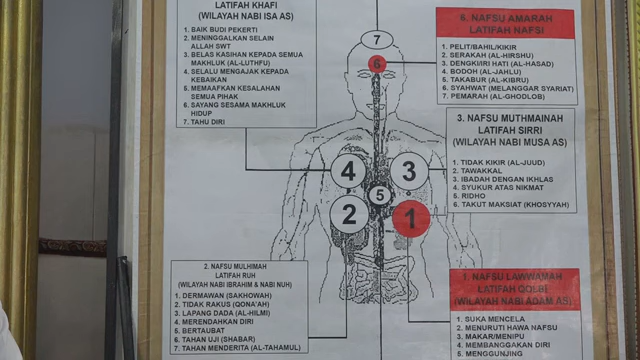 LATIFAH KHAFI
(WILAYAH NABI ISA AS)
1. BAIK BUDI PEKERTI
2. MENINGGALKAN SELAIN
ALLAH SWT
3. BELAS KASIHAN KEPADA SEMUA
MAKHLUK (AL-LUTHFU)
4. SELALU MENGAJAK KEPADA
KEBAIKAN
5. MEMAAFKAN KESALAHAN
SEMUA PIHAK
6. SAYANG SESAMA MAKHLUK
HIDUP
7. TAHU DIRI
7
6
4
3
5
2
1
6. NAFSU AMARAH
LATIFAH NAFSI
1. PELIT/BAHIL/KIKIR
2. SERAKAH (AL-HIRSHU)
3. DENGKI/IRI HATI (AL-HASAD)
4. BODOH (AL-JAHLU)
5. TAKABUR (AL-KIBRU)
6. SYAHWAT (MELANGGAR SYARIAT)
7. PEMARAH (AL-GHODLOB)
3. NAFSU MUTHMAINAH
LATIFAH SIRRI
(WILAYAH NABI MUSA AS)
1. TIDAK KIKIR (AL-JUUD)
2. TAWAKKAL
3. IBADAH DENGAN IKHLAS
4. SYUKUR ATAS NIKMAT
5. RIDHO
6. TAKUT MAKSIAT (KHOSYYAH)
2. NAFSU MULHIMAH
LATIFAH RUH
(WILAYAH NABI IBRAHIM & NABI NUH)
1. DERMAWAN (SAKHOWAH)
2. TIDAK RAKUS (QONA'AH)
3. LAPANG DADA (AL-HILMI)
4. MERENDAHKAN DIRI
5. BERTAUBAT
6. TAHAN UJI (SHABAR)
7. TAHAN MENDERITA (AL-TAHAMUL)
1. NAFSU LAWWAMAH
LATIFAH QOLBI
(WILAYAH NABI ADAM AS)
1. SUKA MENCELA
2. MENURUTI HAWA NAFSU
3. MAKAR/MENIPU
4. MEMBANGGAKAN DIRI
5. MENGGUNJING